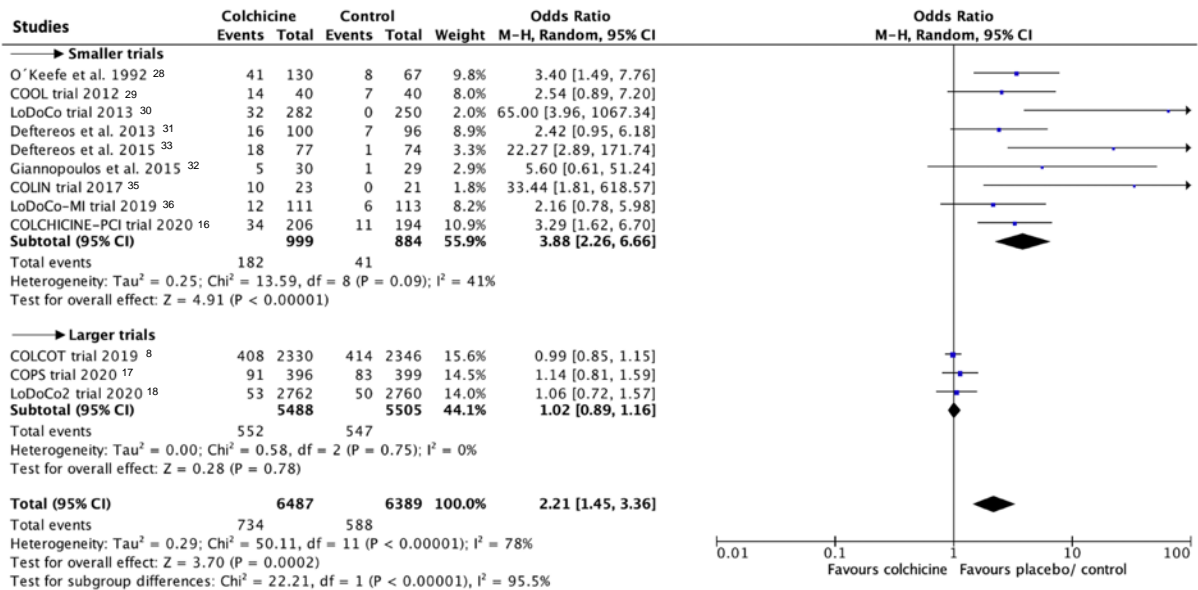 Studies Colchicine Control Odds Ratio Odds Ratio
Events Total Events Total Weight M-H, Random, 95% CI M-H, Random, 95% CI
Smaller trials
O´Keefe et al. 1992 28 41 130 8 67 9.8% 3.40 [1.49, 7.76]
COOL trial 2012 29 14 40 7 40 8.0% 2.54 [0.89, 7.20]
LoDoCo trial 2013 30 32 282 0 250 2.0% 65.00 [3.96, 1067.34]
Deftereos et al. 2013 31 16 100 7 96 8.9% 2.42 [0.95, 6.18]
Deftereos et al. 2015 33 18 77 1 74 3.3% 22.27 [2.89, 171.74]
Giannopoulos et al. 2015 32 5 30 1 29 2.9% 5.60 [0.61, 51.24]
COLIN trial 2017 35 10 23 0 21 1.8% 33.44 [1.81, 618.57]
LoDoCo-MI trial 2019 36 12 111 6 113 8.2% 2.16 [0.78, 5.98]
COLCHICINE-PCI trial 2020 16 34 206 11 194 10.9% 3.29 [1.62, 6.70]
Subtotal (95% CI) 999 884 55.9% 3.88 [2.26, 6.66]
Total events 182 41
Heterogeneity: Tau² = 0.25; Chi² = 13.59, df = 8 (P = 0.09); I² = 41%
Test for overall effect: Z = 4.91 (P < 0.00001)
Larger trials
COLCOT trial 2019 8 408 2330 414 2346 15.6% 0.99 [0.85, 1.15]
COPS trial 2020 17 91 396 83 399 14.5% 1.14 [0.81, 1.59]
LoDoCo2 trial 2020 18 53 2762 50 2760 14.0% 1.06 [0.72, 1.57]
Subtotal (95% CI) 5488 5505 44.1% 1.02 [0.89, 1.16]
Total events 552 547
Heterogeneity: Tau² = 0.00; Chi² = 0.58, df = 2 (P = 0.75); I² = 0%
Test for overall effect: Z = 0.28 (P = 0.78)
Total (95% CI) 6487 6389 100.0% 2.21 [1.45, 3.36]
Total events 734 588
Heterogeneity: Tau² = 0.29; Chi² = 50.11, df = 11 (P < 0.00001); I² = 78%
Test for overall effect: Z = 3.70 (P = 0.0002)
Test for subgroup differences: Chi² = 22.21, df = 1 (P < 0.00001), I² = 95.5%
0.01 0.1 1 10 100
Favours colchicine Favours placebo/ control